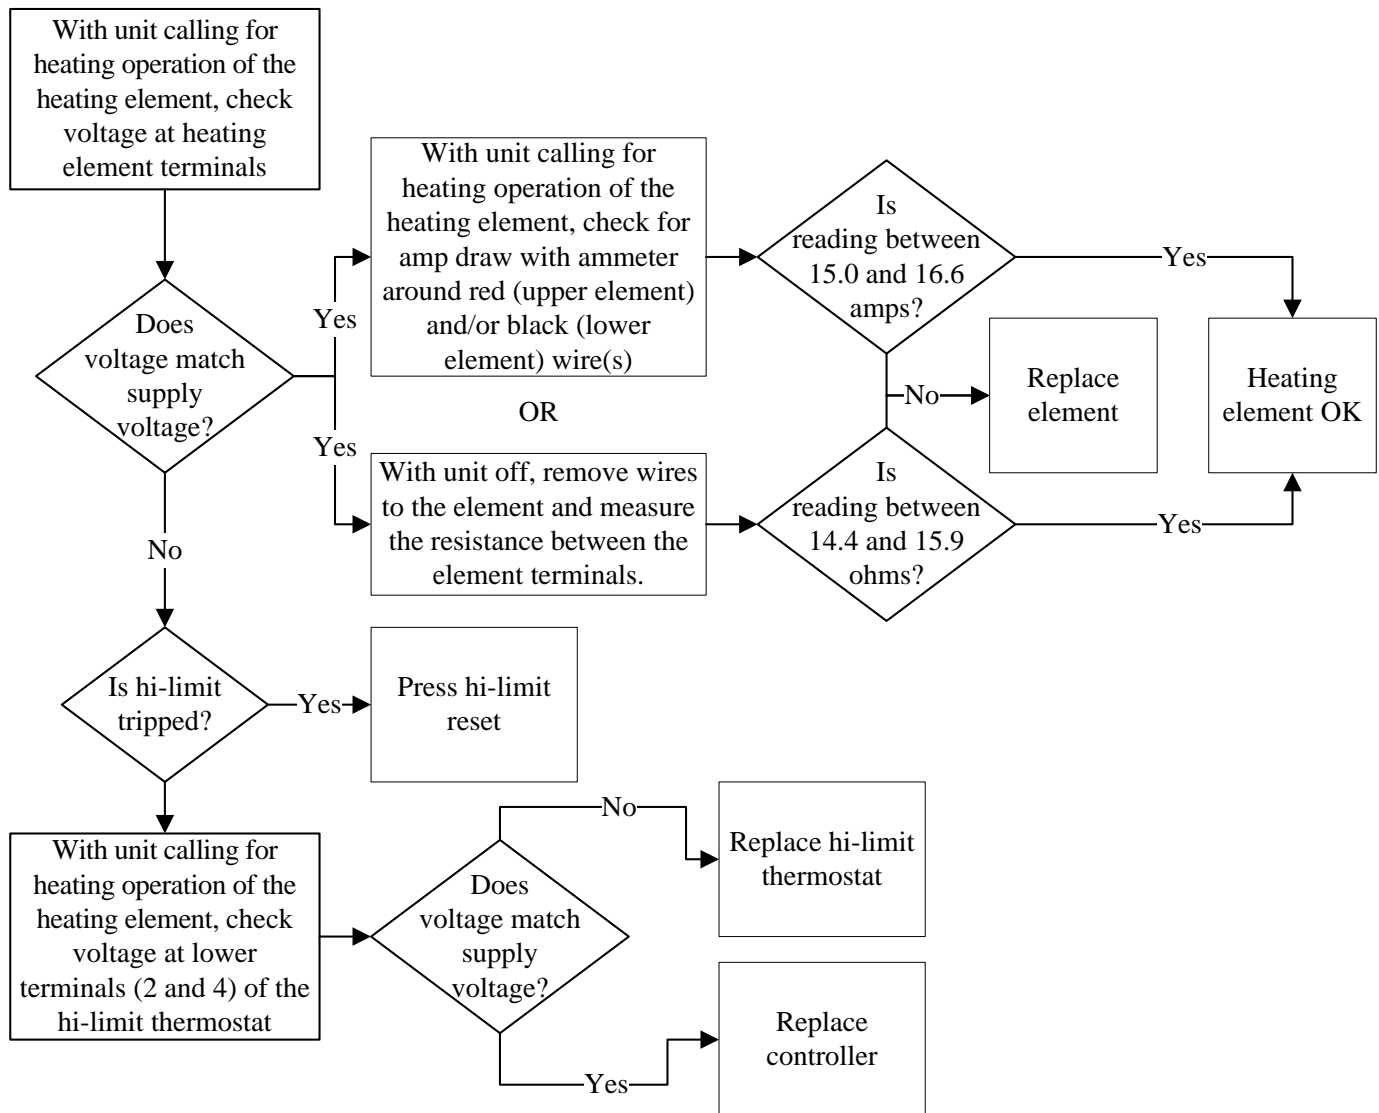 With unit calling for
heating operation of the
heating element, check
voltage at heating
element terminals
Does
voltage match
supply
voltage?
Yes
Yes
With unit calling for
heating operation of the
heating element, check for
amp draw with ammeter
around red (upper element)
and/or black (lower
element) wire(s)
OR
With unit off, remove wires
to the element and measure
the resistance between the
element terminals.
Is
reading between
15.0 and 16.6
amps?
Yes
No
Replace
element
Heating
element OK
Is
reading between
14.4 and 15.9
ohms?
Yes
No
Is hi-limit
tripped?
Yes
Press hi-limit
reset
With unit calling for
heating operation of the
heating element, check
voltage at lower
terminals (2 and 4) of the
hi-limit thermostat
Does
voltage match
supply
voltage?
No
Replace hi-limit
thermostat
Yes
Replace
controller